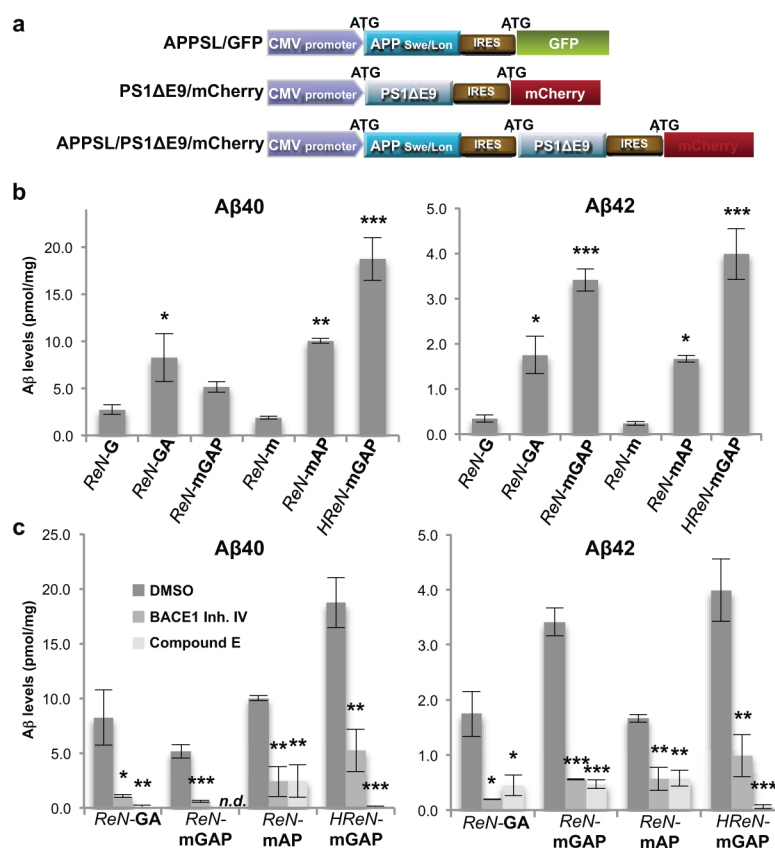 a
ATG ATG
APPSL/GFP CMV promoter APP Swe/Lon IRES GFP
ATG ATG
PS1ΔE9/mCherry CMV promoter PS1ΔE9 IRES mCherry
ATG ATG ATG
APPSL/PS1ΔE9/mCherry CMV promoter APP Swe/Lon IRES PS1ΔE9 IRES mCherry
b
Aβ40
Aβ levels (pmol/mg)
20.0
15.0
10.0
5.0
0.0
*
**
***
ReN-G
ReN-GA
ReN-mGAP
ReN-m
ReN-mAP
HReN-mGAP
Aβ42
5.0
4.0
3.0
2.0
1.0
0.0
*
***
*
***
ReN-G
ReN-GA
ReN-mGAP
ReN-m
ReN-mAP
HReN-mGAP
c
Aβ40
Aβ levels (pmol/mg)
25.0
20.0
15.0
10.0
5.0
0.0
DMSO
BACE1 Inh. IV
Compound E
* **
*** n.d.
** **
** ***
ReN-GA
ReN-
mGAP
ReN-
mAP
HReN-
mGAP
Aβ42
5.0
4.0
3.0
2.0
1.0
0.0
* *
*** ***
** **
** ***
ReN-GA
ReN-
mGAP
ReN-
mAP
HReN-
mGAP